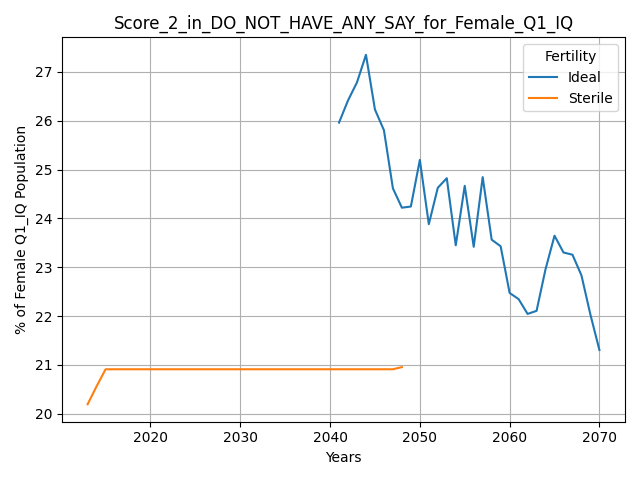 Score_2_in_DO_NOT_HAVE_ANY_SAY_for_Female_Q1_IQ
Fertility
Ideal
Sterile
% of Female Q1_IQ Population
27
26
25
24
23
22
21
20
2020
2030
2040
2050
2060
2070
Years